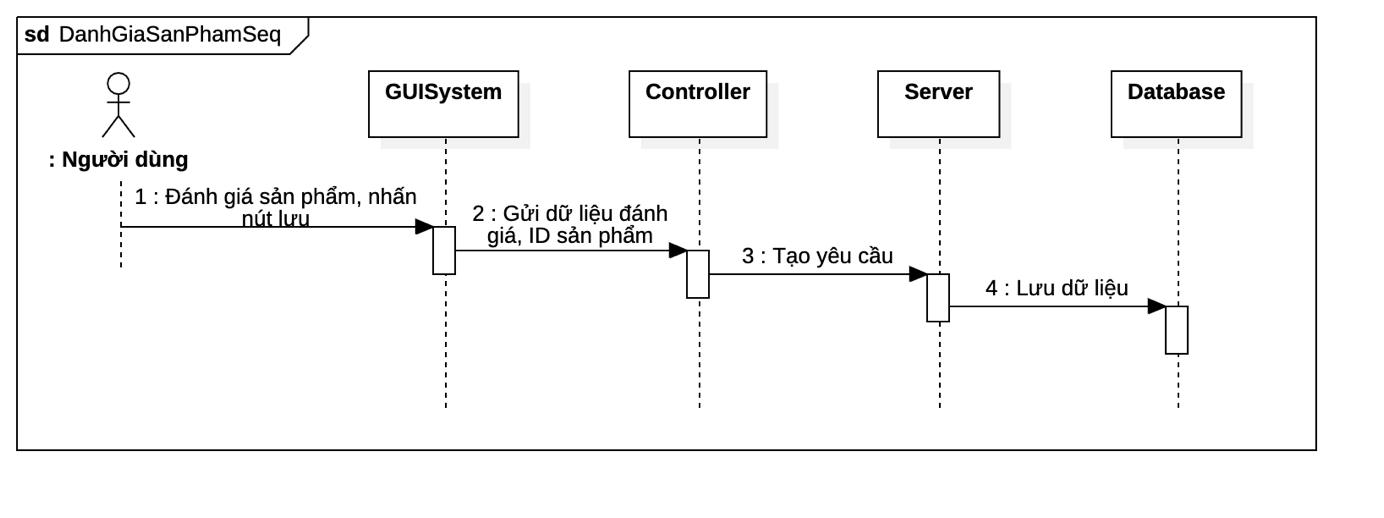 sd DanhGiaSanPhamSeq
GUISystem
Controller
Server
Database
: Người dùng
1 : Đánh giá sản phẩm, nhấn
nút lưu
2 : Gửi dữ liệu đánh
giá, ID sản phẩm
3 : Tạo yêu cầu
4 : Lưu dữ liệu